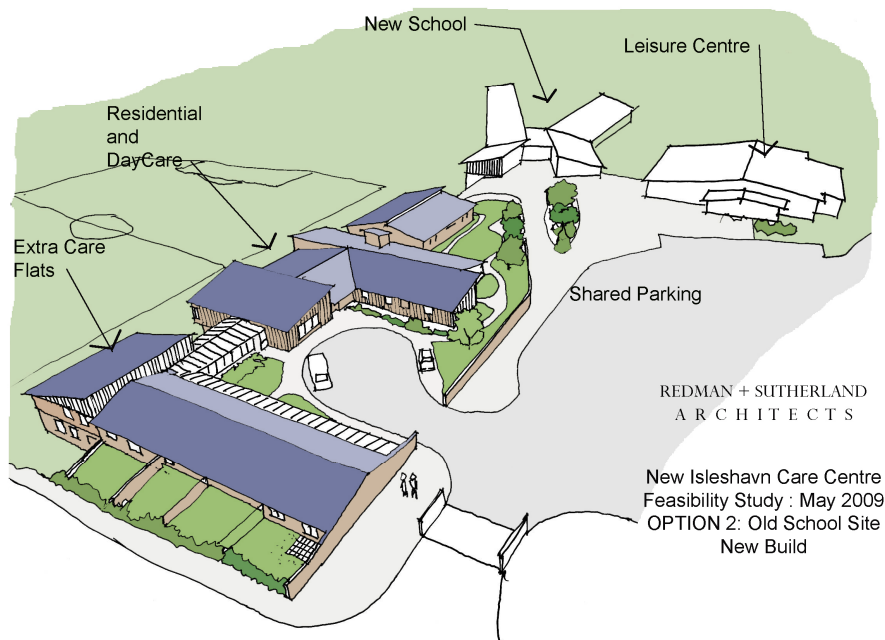 New School
Leisure Centre
Residential
and
DayCare
Extra Care
Flats
Shared Parking
REDMAN + SUTHERLAND
ARCHITECTS
New Isleshavn Care Centre
Feasibility Study : May 2009
OPTION 2: Old School Site
New Build